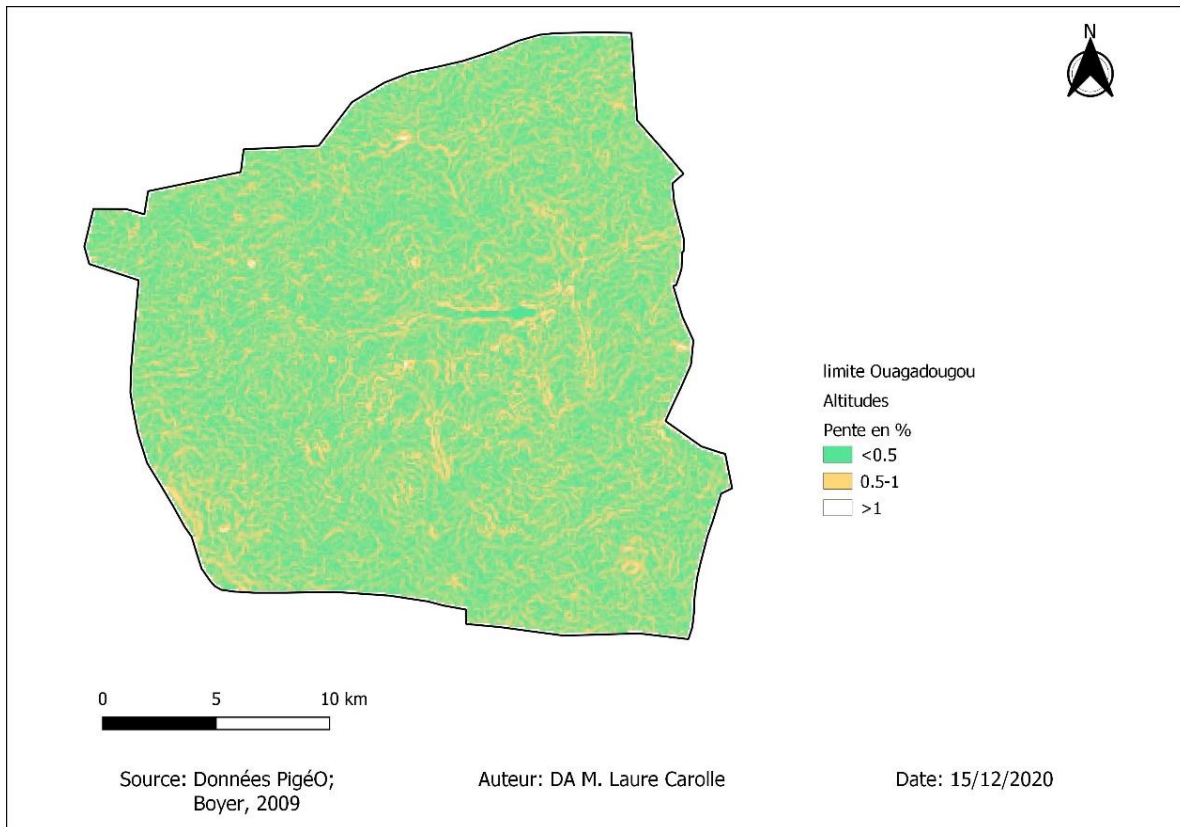 N
limite Ouagadougou
Altitudes
Pente en %
<0.5
0.5-1
>1
0 5 10 km
Source: Données PigéO;
Boyer, 2009
Auteur: DA M. Laure Carolle
Date: 15/12/2020